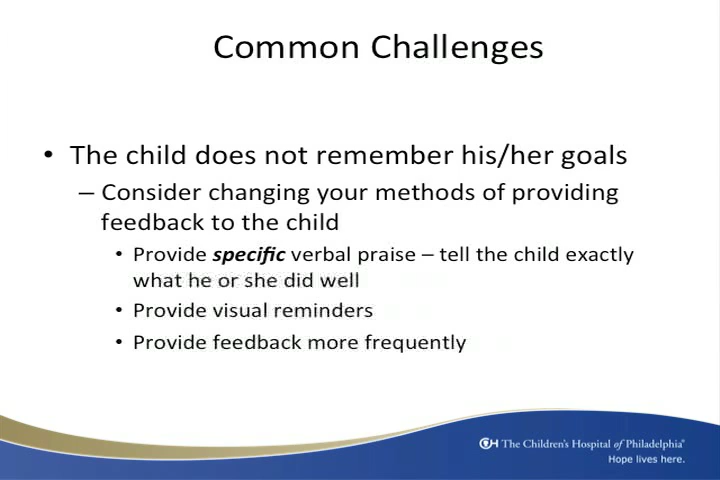 Common Challenges
• The child does not remember his/her goals
– Consider changing your methods of providing
feedback to the child
• Provide specific verbal praise – tell the child exactly
what he or she did well
• Provide visual reminders
• Provide feedback more frequently
CH The Children's Hospital of Philadelphia®
Hope lives here.